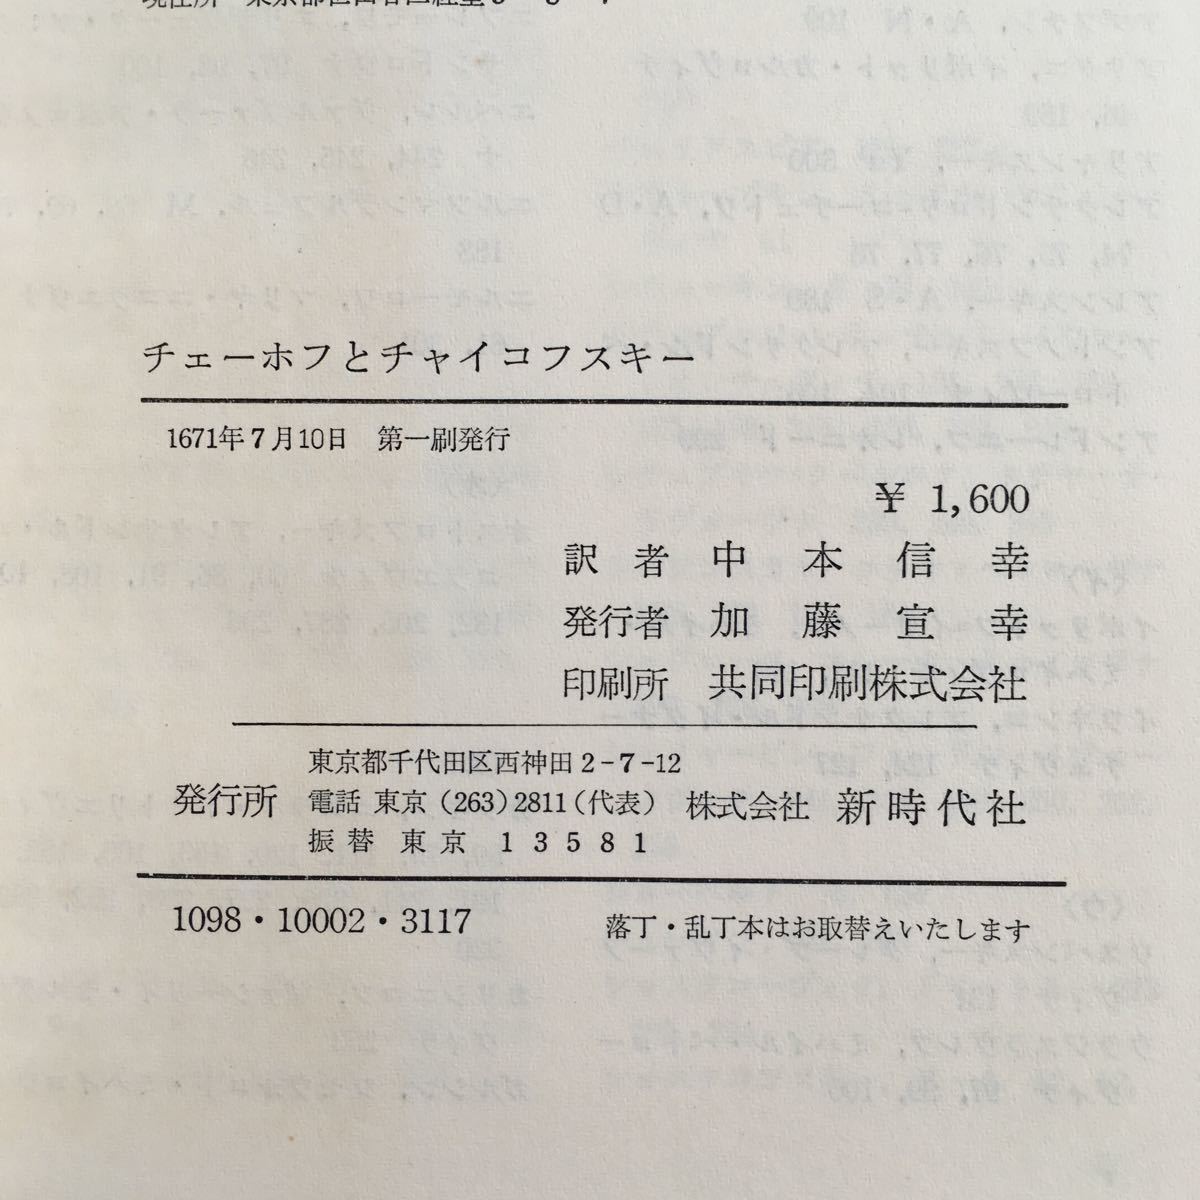 チェーホフとチャイコフスキー
1671年7月10日 第一刷発行
¥ 1,600
訳者 中本信幸
発行者 加藤宣幸
印刷所 共同印刷株式会社
東京都千代田区西神田2-7-12
発行所 電話 東京(263)2811(代表) 株式会社 新時代社
振替 東京 13581
1098・10002・3117 落丁・乱丁本はお取替えいたします